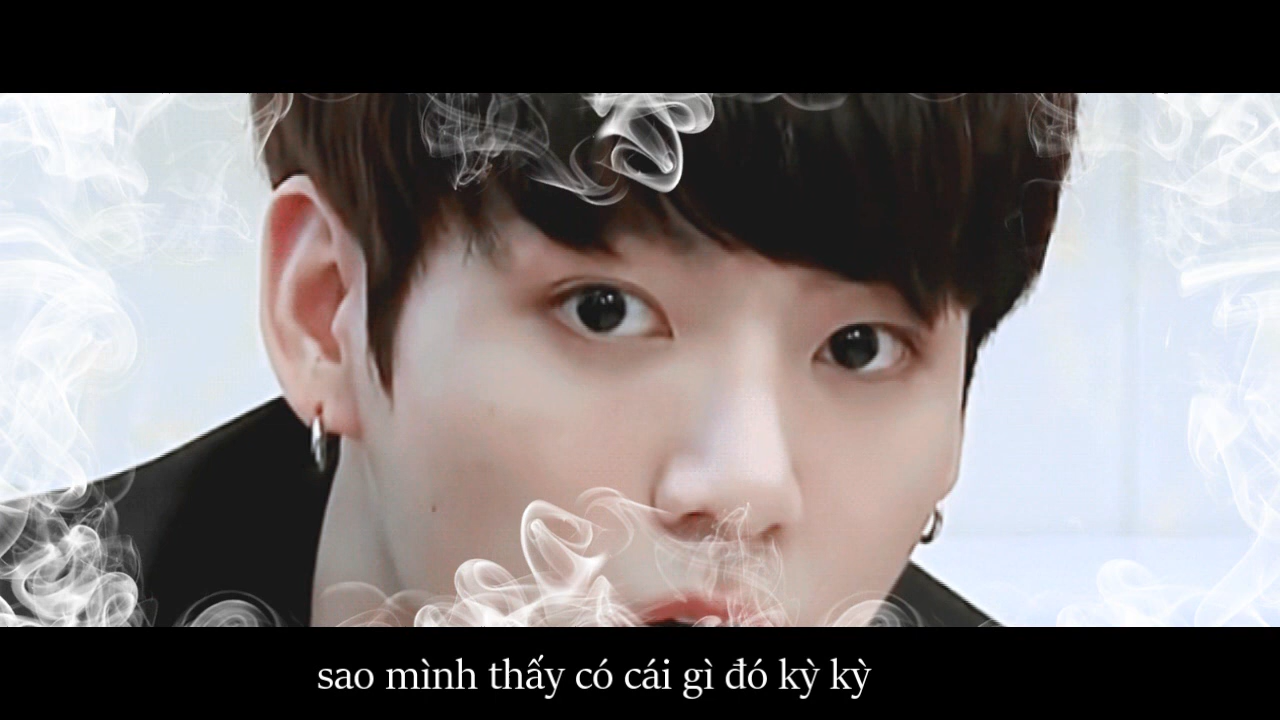 sao mình thấy có cái gì đó kỳ kỳ